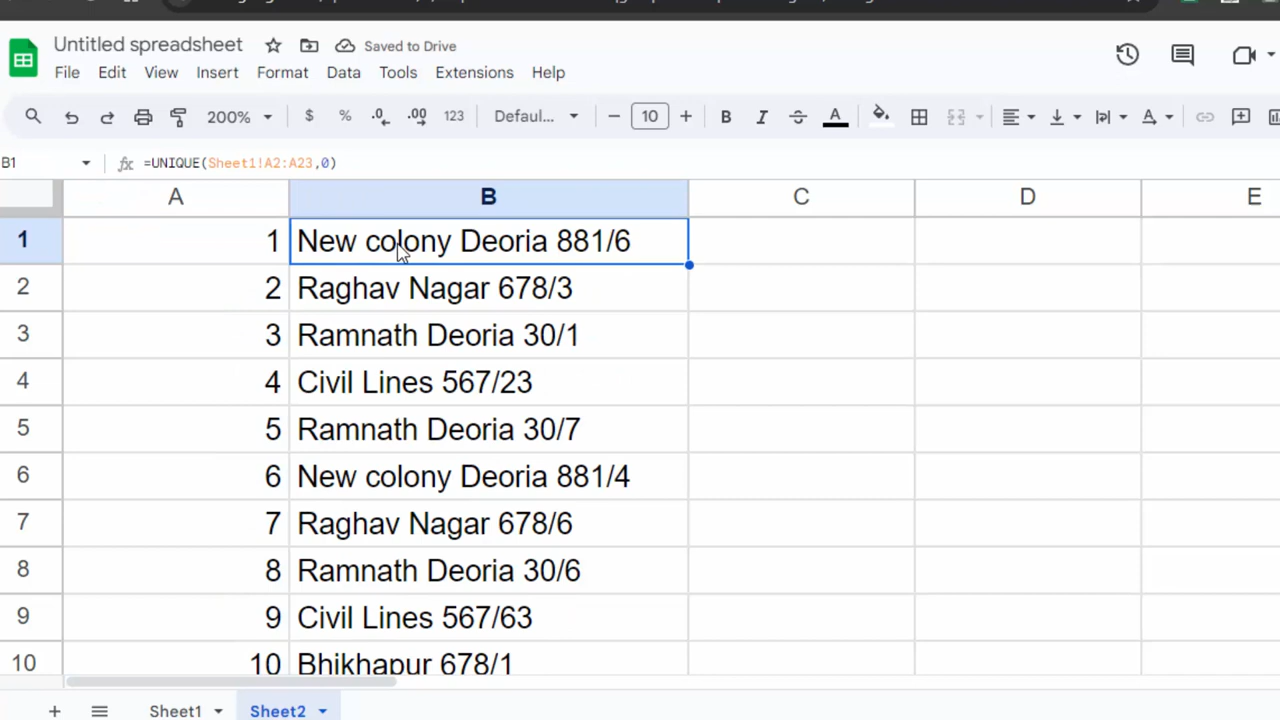 Untitled spreadsheet Saved to Drive
File Edit View Insert Format Data Tools Extensions Help
200% $ % .0 .00 123 Defaul... 10 B I A
B1 fx =UNIQUE(Sheet1!A2:A23,0)
A B C D E
1 1 New colony Deoria 881/6
2 2 Raghav Nagar 678/3
3 3 Ramnath Deoria 30/1
4 4 Civil Lines 567/23
5 5 Ramnath Deoria 30/7
6 6 New colony Deoria 881/4
7 7 Raghav Nagar 678/6
8 8 Ramnath Deoria 30/6
9 9 Civil Lines 567/63
10 10 Bhikhapur 678/1
Sheet1 Sheet2